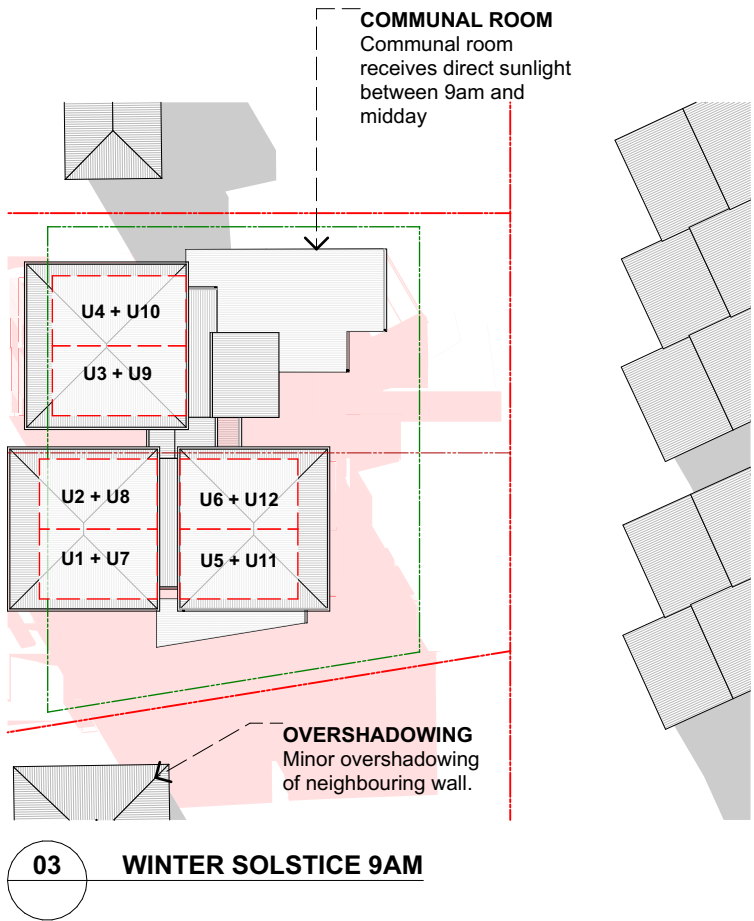 COMMUNAL ROOM
Communal room
receives direct sunlight
between 9am and
midday
U4 + U10
U3 + U9
U2 + U8
U6 + U12
U1 + U7
U5 + U11
OVERSHADOWING
Minor overshadowing
of neighbouring wall.
03 WINTER SOLSTICE 9AM